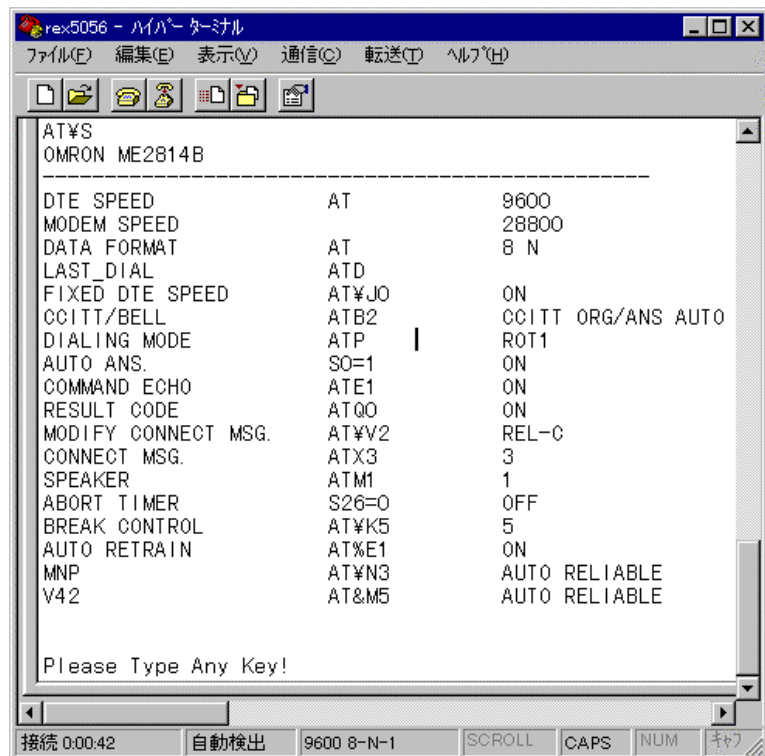 rex5056 - ハイパー ターミナル
ファイル(F) 編集(E) 表示(V) 通信(C) 転送(T) ヘルプ(H)
AT¥S
OMRON ME2814B
--------------------------------------------------
DTE SPEED AT 9600
MODEM SPEED 28800
DATA FORMAT AT 8 N
LAST_DIAL ATD
FIXED DTE SPEED AT¥J0 ON
CCITT/BELL ATB2 CCITT ORG/ANS AUTO
DIALING MODE ATP ROT1
AUTO ANS. S0=1 ON
COMMAND ECHO ATE1 ON
RESULT CODE ATQ0 ON
MODIFY CONNECT MSG. AT¥V2 REL-C
CONNECT MSG. ATX3 3
SPEAKER ATM1 1
ABORT TIMER S26=0 OFF
BREAK CONTROL AT¥K5 5
AUTO RETRAIN AT%E1 ON
MNP AT¥N3 AUTO RELIABLE
V42 AT&M5 AUTO RELIABLE
Please Type Any Key!
接続 0:00:42 自動検出 9600 8-N-1 SCROLL CAPS NUM キャプ